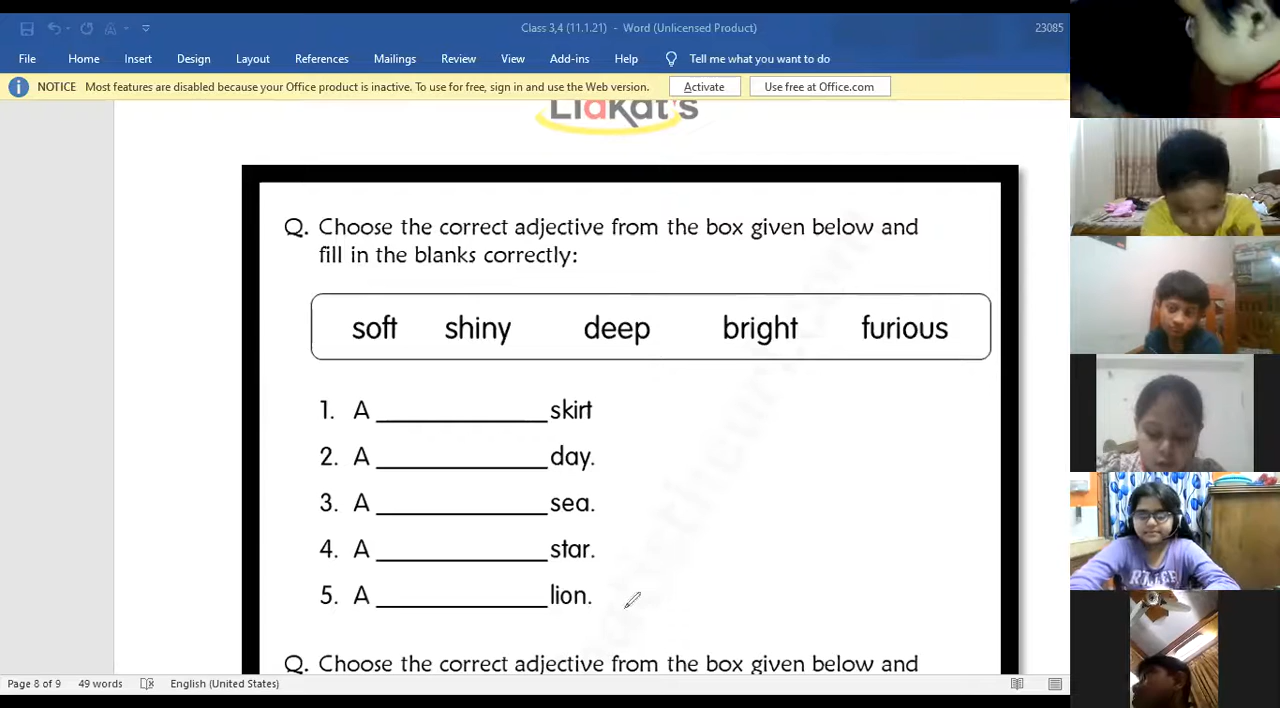 Class 3,4 (11.1.21) - Word (Unlicensed Product)
23085
File Home Insert Design Layout References Mailings Review View Add-ins Help Tell me what you want to do
NOTICE Most features are disabled because your Office product is inactive. To use for free, sign in and use the Web version. Activate Use free at Office.com
Liakat's
Q. Choose the correct adjective from the box given below and
fill in the blanks correctly:
soft shiny deep bright furious
1. A ____________ skirt
2. A ____________ day.
3. A ____________ sea.
4. A ____________ star.
5. A ____________ lion.
Q. Choose the correct adjective from the box given below and
Page 8 of 9 49 words English (United States)